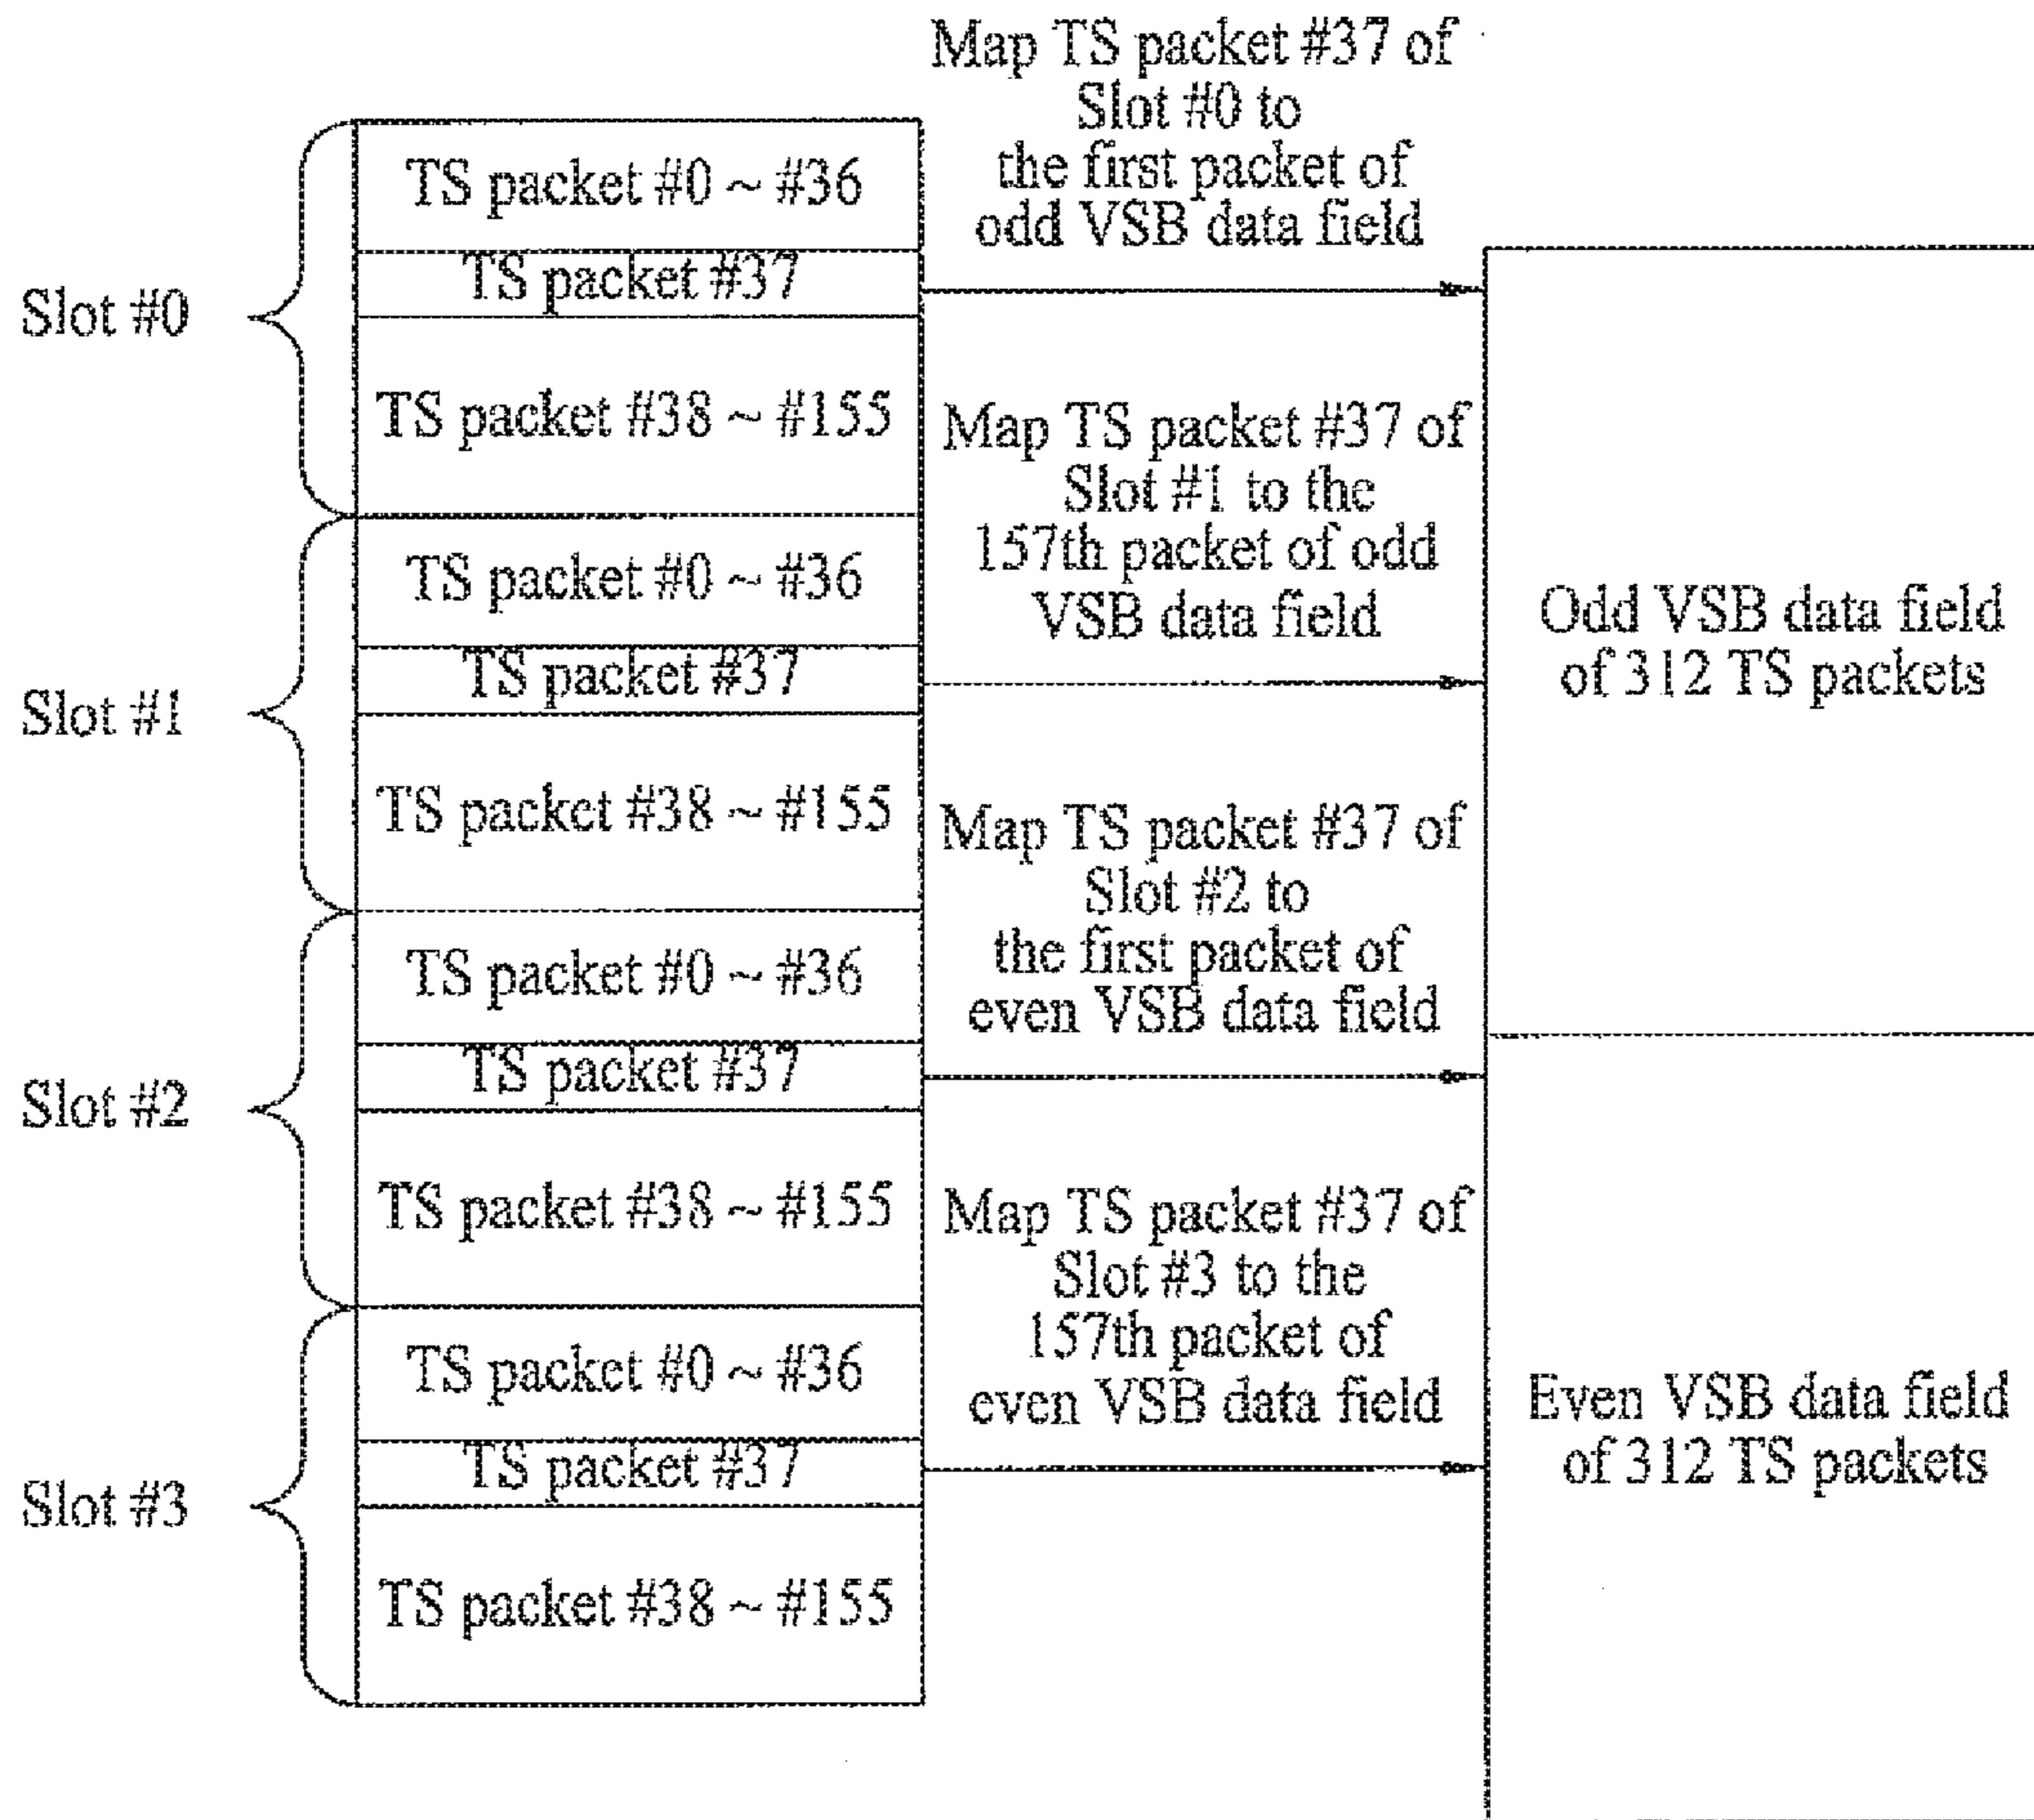 Map TS packet #37 of
Slot #0 to
the first packet of
odd VSB data field
Slot #0
TS packet #0 ~ #36
TS packet #37
TS packet #38 ~ #155
Map TS packet #37 of
Slot #1 to the
157th packet of odd
VSB data field
Slot #1
TS packet #0 ~ #36
TS packet #37
TS packet #38 ~ #155
Odd VSB data field
of 312 TS packets
Map TS packet #37 of
Slot #2 to
the first packet of
even VSB data field
Slot #2
TS packet #0 ~ #36
TS packet #37
TS packet #38 ~ #155
Map TS packet #37 of
Slot #3 to the
157th packet of
even VSB data field
Slot #3
TS packet #0 ~ #36
TS packet #37
TS packet #38 ~ #155
Even VSB data field
of 312 TS packets